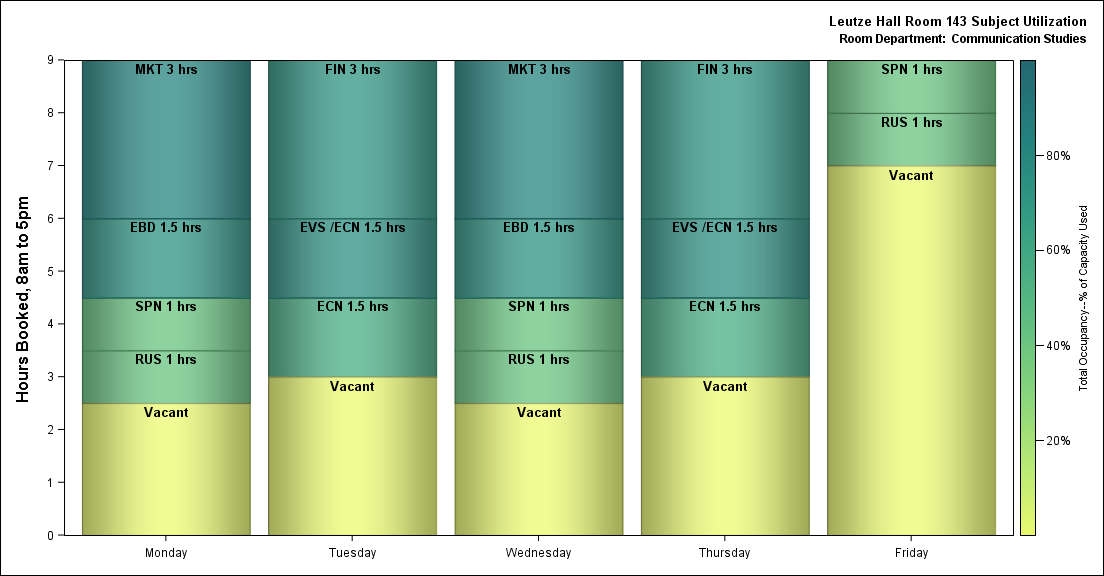 Leutze Hall Room 143 Subject Utilization
Room Department: Communication Studies
Hours Booked, 8am to 5pm
9
8
7
6
5
4
3
2
1
0
MKT 3 hrs
EBD 1.5 hrs
SPN 1 hrs
RUS 1 hrs
Vacant
FIN 3 hrs
EVS /ECN 1.5 hrs
ECN 1.5 hrs
Vacant
MKT 3 hrs
EBD 1.5 hrs
SPN 1 hrs
RUS 1 hrs
Vacant
FIN 3 hrs
EVS /ECN 1.5 hrs
ECN 1.5 hrs
Vacant
SPN 1 hrs
RUS 1 hrs
Vacant
Monday
Tuesday
Wednesday
Thursday
Friday
80%
60%
40%
20%
Total Occupancy--% of Capacity Used